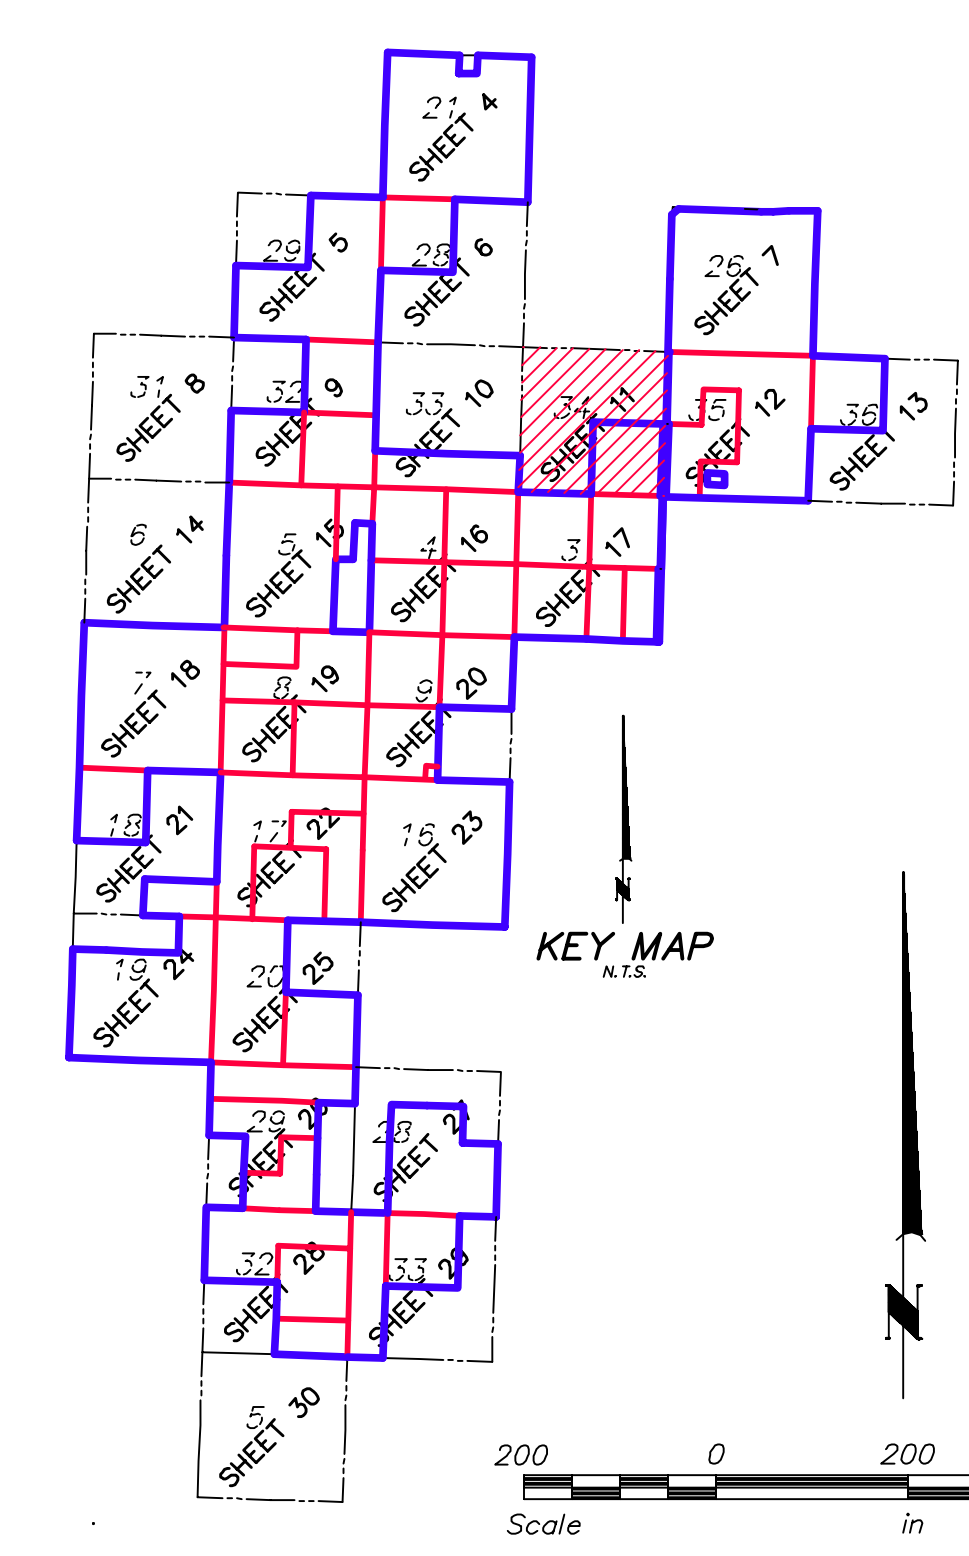 21
SHEET 4
29
SHEET 5
28
SHEET 6
26
SHEET 7
31
SHEET 8
32
SHEET 9
33
SHEET 10
34
SHEET 11
35
SHEET 12
36
SHEET 13
6
SHEET 14
5
SHEET 15
4
SHEET 16
3
SHEET 17
7
SHEET 18
8
SHEET 19
9
SHEET 20
18
SHEET 21
17
SHEET 22
16
SHEET 23
19
SHEET 24
20
SHEET 25
KEY MAP
N.T.S.
29
SHEET 26
28
SHEET 27
32
SHEET 28
33
SHEET 29
5
SHEET 30
N
N
200 0 200
Scale in